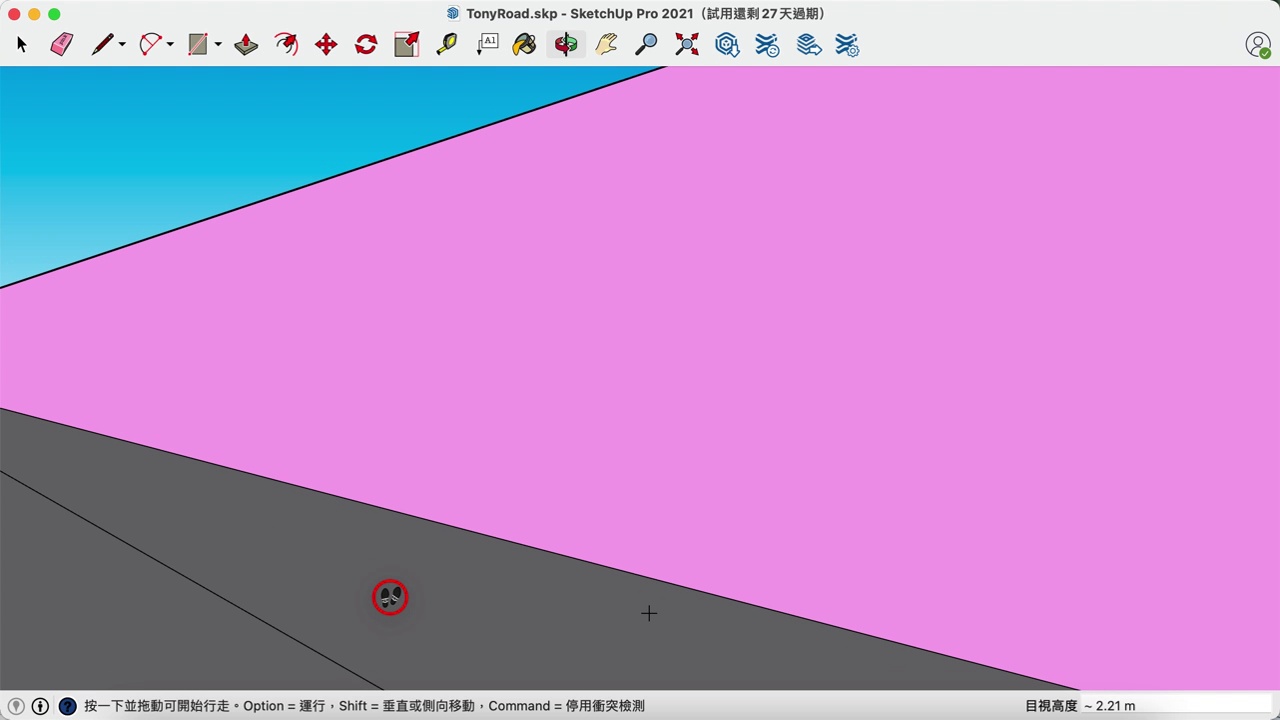 TonyRoad.skp - SketchUp Pro 2021（試用還剩 27 天過期）
A1
按一下並拖動可開始行走。Option = 運行，Shift = 垂直或側向移動，Command = 停用衝突檢測
目視高度 ~ 2.21 m